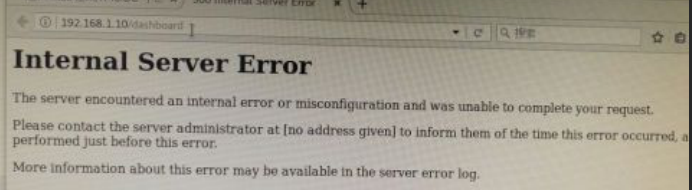 500 Internal Server Error
192.168.1.10/dashboard
搜索
Internal Server Error
The server encountered an internal error or misconfiguration and was unable to complete your request.
Please contact the server administrator at [no address given] to inform them of the time this error occurred, a
performed just before this error.
More information about this error may be available in the server error log.